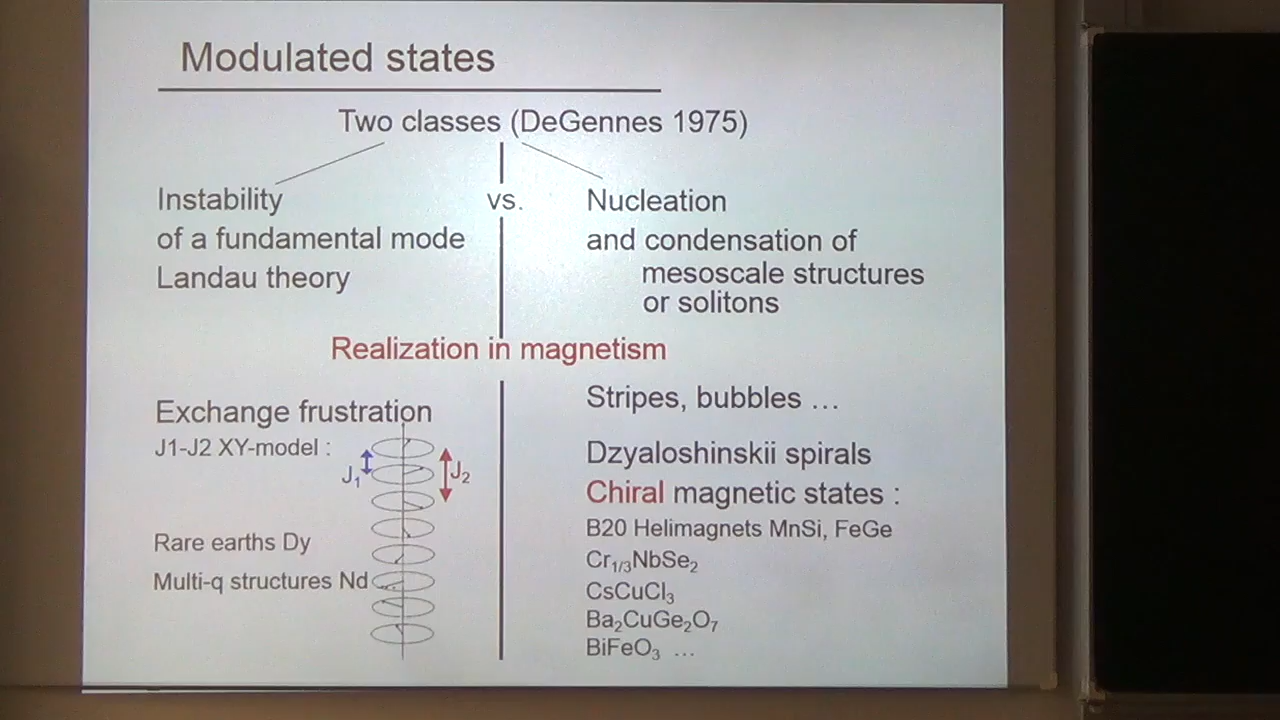 Modulated states
Two classes (DeGennes 1975)
Instability
of a fundamental mode
Landau theory
vs.
Nucleation
and condensation of
mesoscale structures
or solitons
Realization in magnetism
Exchange frustration
J1-J2 XY-model :
J₁
J₂
Rare earths Dy
Multi-q structures Nd...
Stripes, bubbles ...
Dzyaloshinskii spirals
Chiral magnetic states :
B20 Helimagnets MnSi, FeGe
Cr₁/₃NbSe₂
CsCuCl₃
Ba₂CuGe₂O₇
BiFeO₃ ...